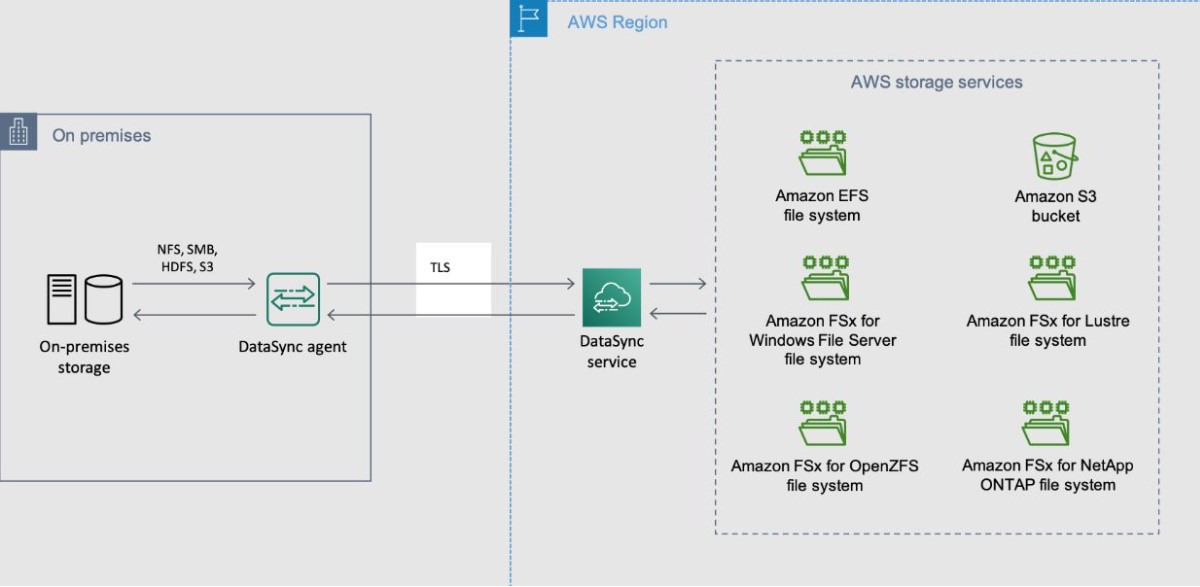 AWS Region
AWS storage services
On premises
Amazon EFS
file system
Amazon S3
bucket
NFS, SMB,
HDFS, S3
TLS
On-premises
storage
DataSync agent
DataSync
service
Amazon FSx for
Windows File Server
file system
Amazon FSx for Lustre
file system
Amazon FSx for OpenZFS
file system
Amazon FSx for NetApp
ONTAP file system